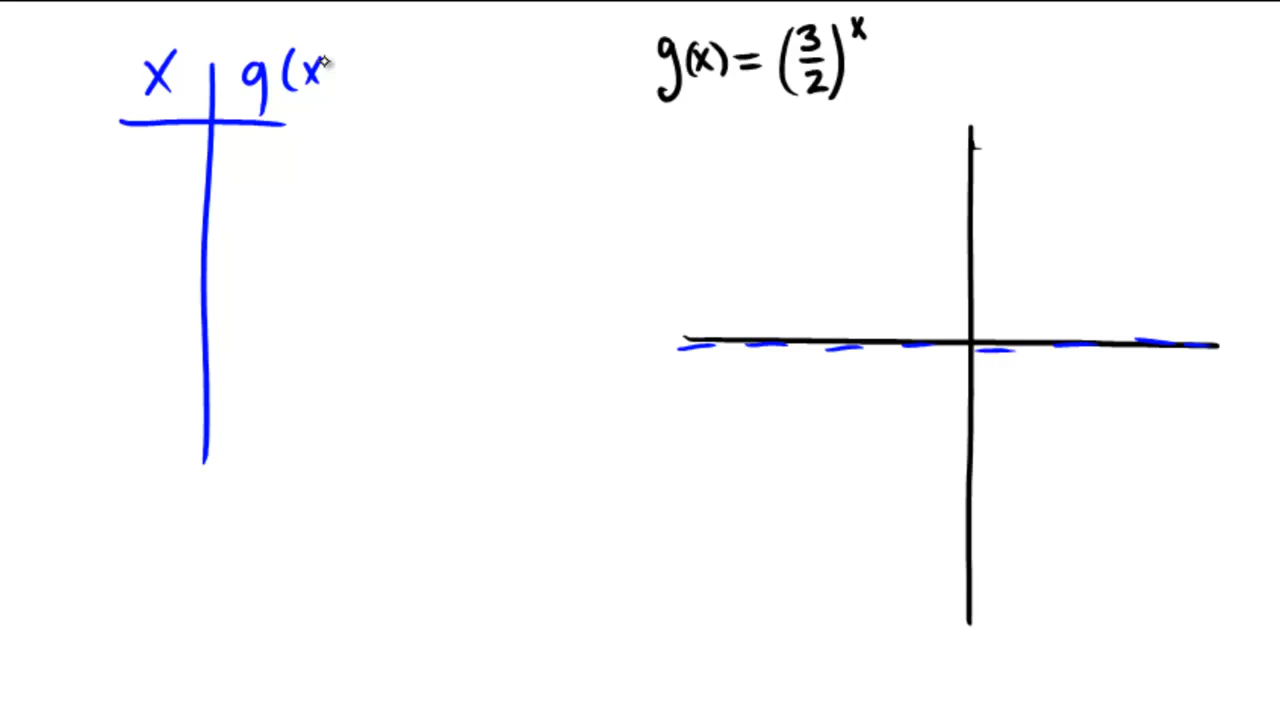 x | g(x
g(x) = (3/2)^x